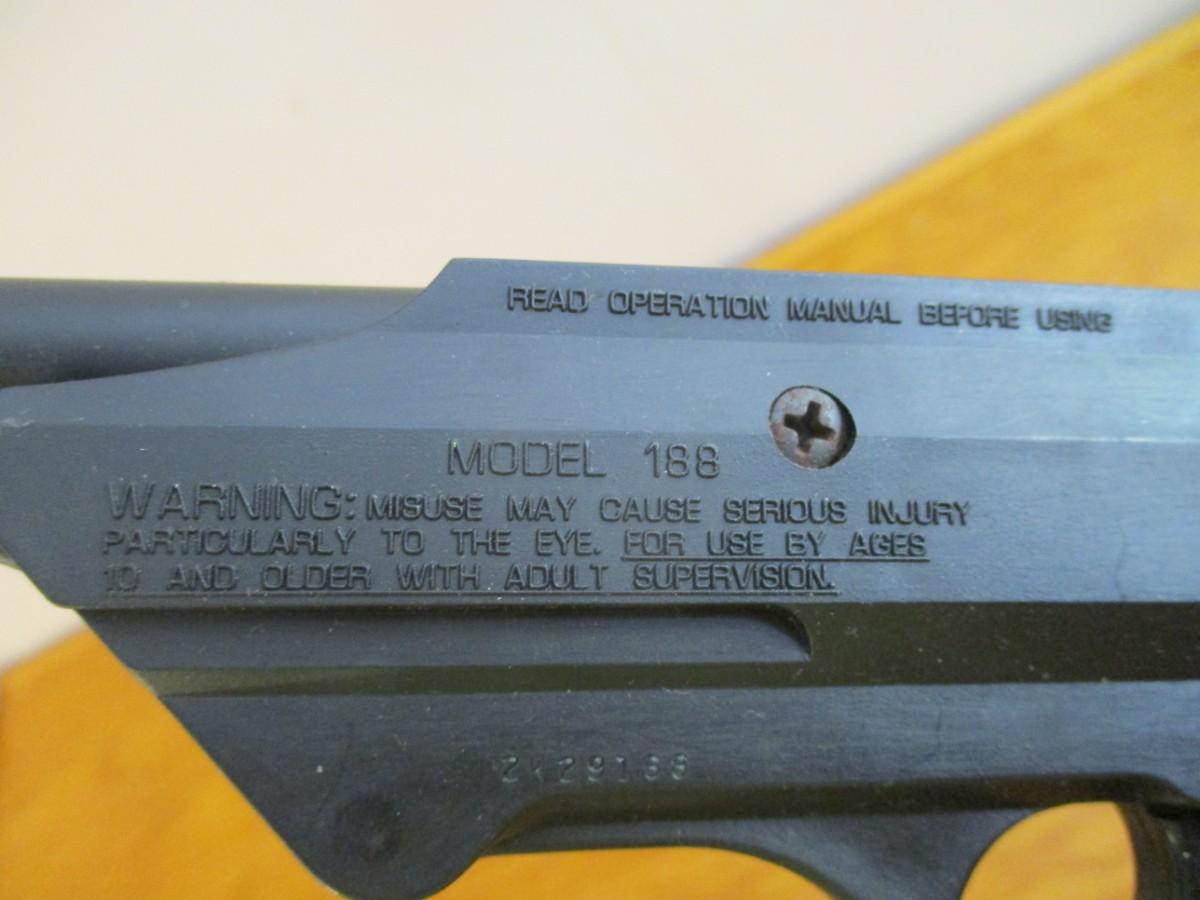 READ OPERATION MANUAL BEFORE USING
MODEL 188
WARNING: MISUSE MAY CAUSE SERIOUS INJURY
PARTICULARLY TO THE EYE. FOR USE BY AGES
10 AND OLDER WITH ADULT SUPERVISION.